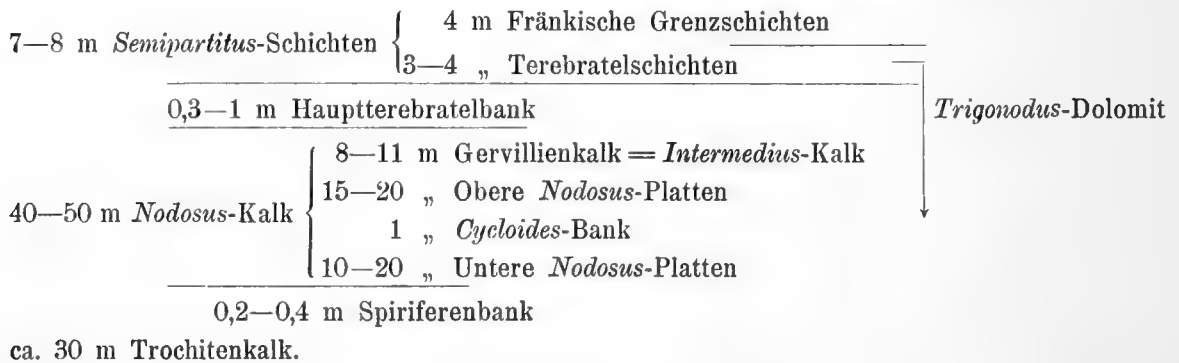 4 m Fränkische Grenzschichten
7—8 m Semipartitus-Schichten
3—4 „ Terebratelschichten
0,3—1 m Hauptterebratelbank
Trigonodus-Dolomit
8—11 m Gervillienkalk = Intermedius-Kalk
15—20 „ Obere Nodosus-Platten
40—50 m Nodosus-Kalk
1 „ Cycloides-Bank
10—20 „ Untere Nodosus-Platten
0,2—0,4 m Spiriferenbank
ca. 30 m Trochitenkalk.